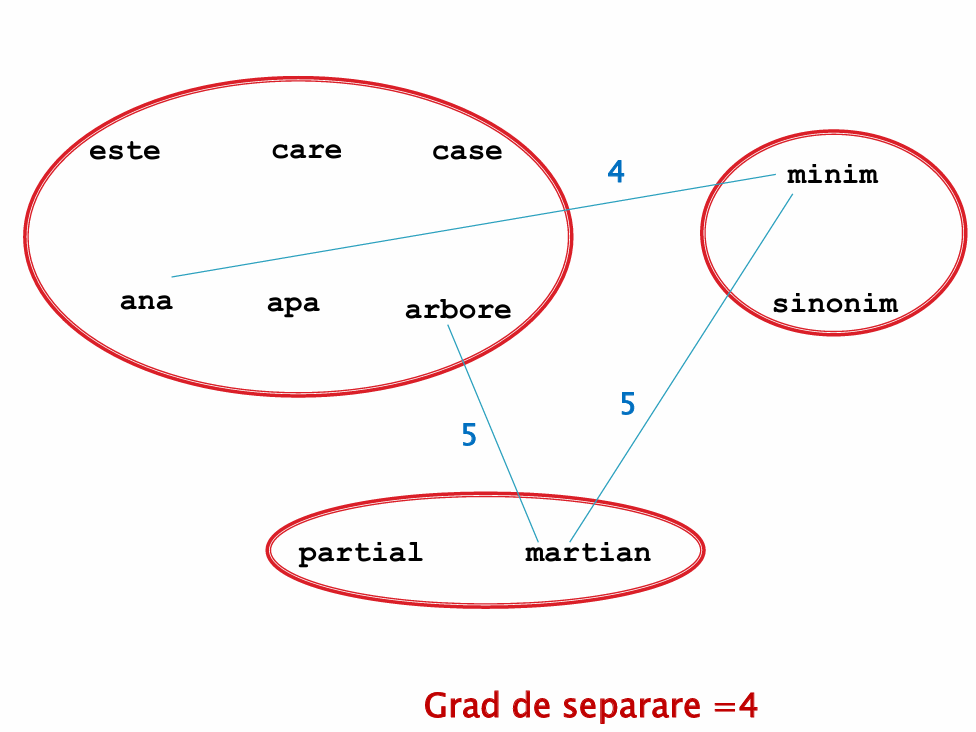 este care case
4
minim
ana apa arbore
sinonim
5
5
partial martian
Grad de separare =4